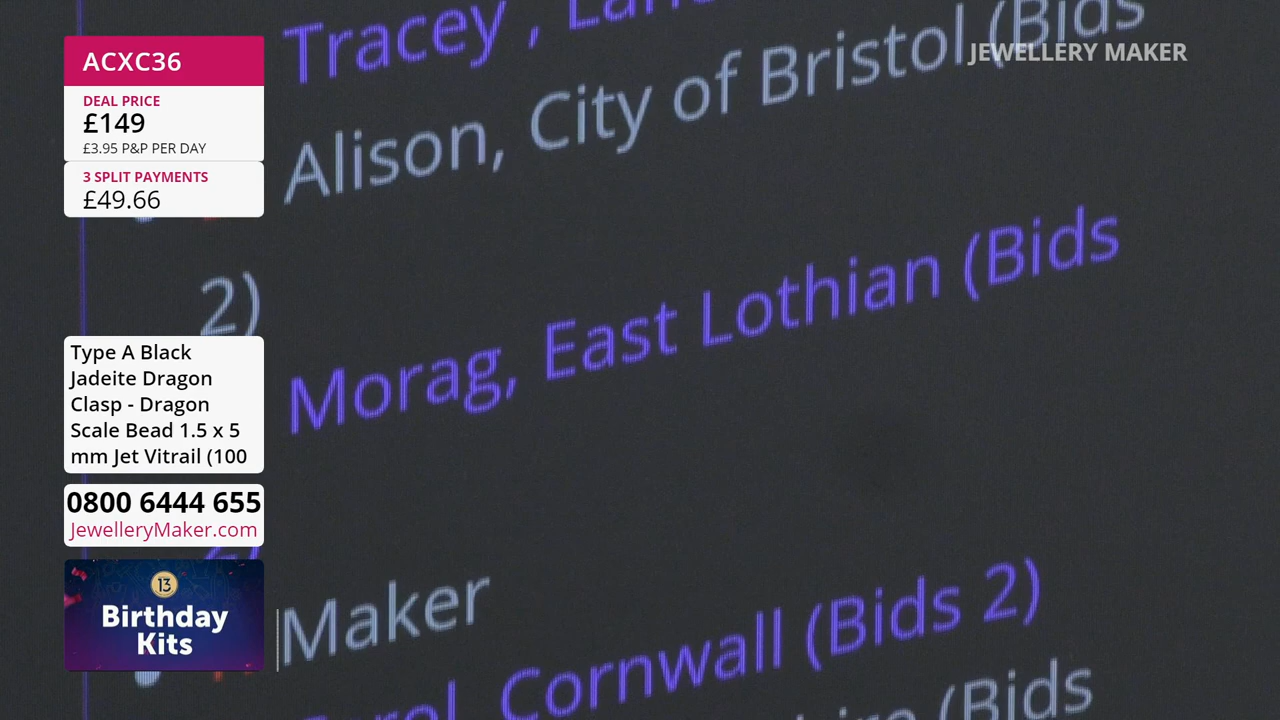 ACXC36
DEAL PRICE
£149
£3.95 P&P PER DAY
3 SPLIT PAYMENTS
£49.66
Type A Black
Jadeite Dragon
Clasp - Dragon
Scale Bead 1.5 x 5
mm Jet Vitrail (100
0800 6444 655
JewelleryMaker.com
13
Birthday
Kits
JEWELLERY MAKER
Tracey ,
Alison, City of Bristol (Bids
2)
Morag, East Lothian (Bids
Maker
Cornwall (Bids 2)
(Bids